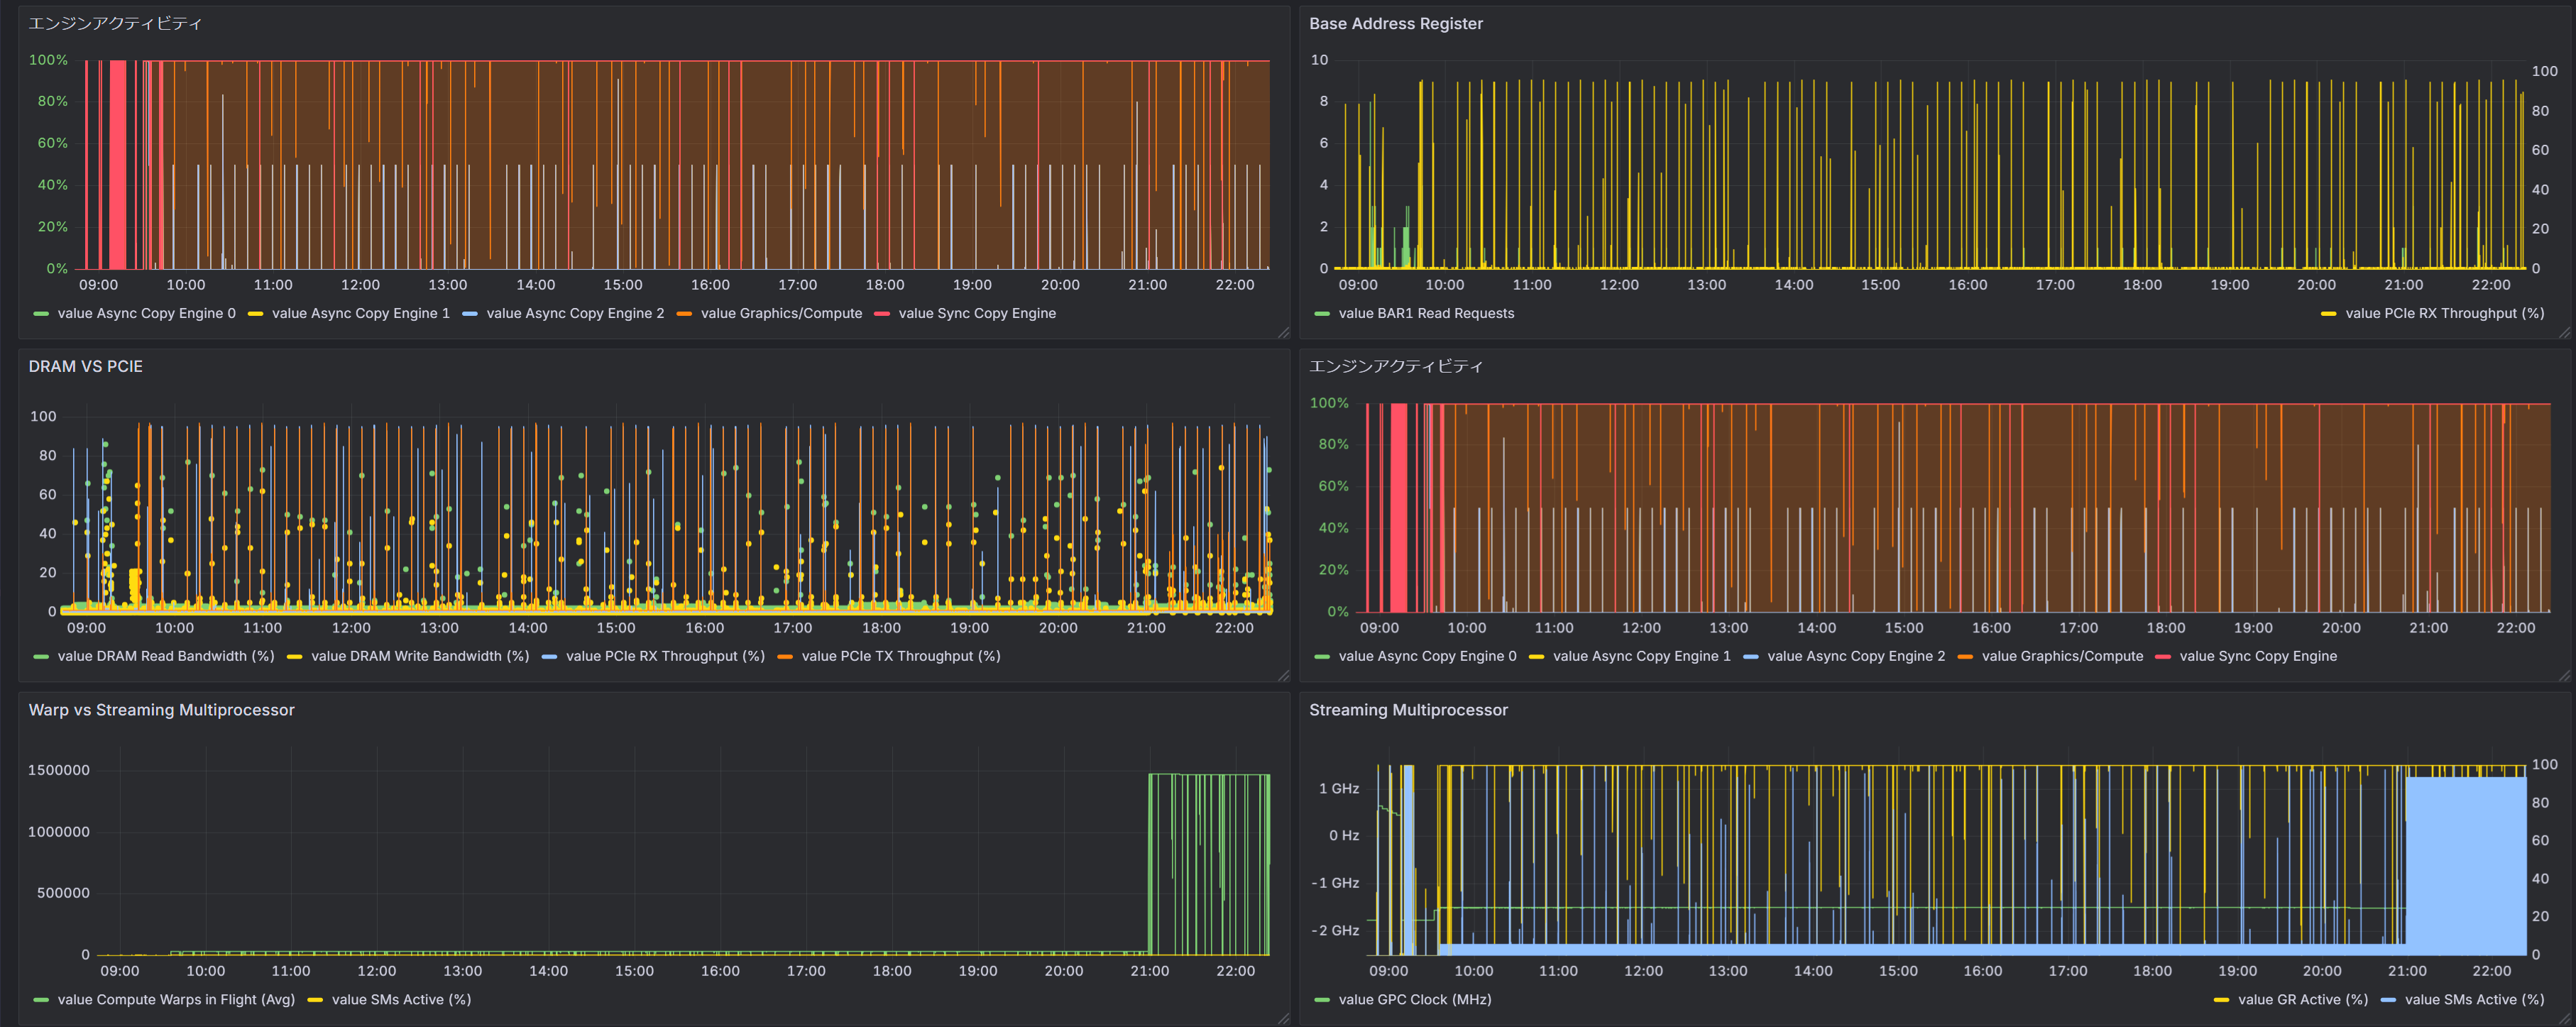 エンジンアクティビティ
100%
80%
60%
40%
20%
0%
09:00 10:00 11:00 12:00 13:00 14:00 15:00 16:00 17:00 18:00 19:00 20:00 21:00 22:00
value Async Copy Engine 0 value Async Copy Engine 1 value Async Copy Engine 2 value Graphics/Compute value Sync Copy Engine
Base Address Register
10
8
6
4
2
0
100
80
60
40
20
0
09:00 10:00 11:00 12:00 13:00 14:00 15:00 16:00 17:00 18:00 19:00 20:00 21:00 22:00
value BAR1 Read Requests value PCIe RX Throughput (%)
DRAM VS PCIE
100
80
60
40
20
0
09:00 10:00 11:00 12:00 13:00 14:00 15:00 16:00 17:00 18:00 19:00 20:00 21:00 22:00
value DRAM Read Bandwidth (%) value DRAM Write Bandwidth (%) value PCIe RX Throughput (%) value PCIe TX Throughput (%)
エンジンアクティビティ
100%
80%
60%
40%
20%
0%
09:00 10:00 11:00 12:00 13:00 14:00 15:00 16:00 17:00 18:00 19:00 20:00 21:00 22:00
value Async Copy Engine 0 value Async Copy Engine 1 value Async Copy Engine 2 value Graphics/Compute value Sync Copy Engine
Warp vs Streaming Multiprocessor
1500000
1000000
500000
0
09:00 10:00 11:00 12:00 13:00 14:00 15:00 16:00 17:00 18:00 19:00 20:00 21:00 22:00
value Compute Warps in Flight (Avg) value SMs Active (%)
Streaming Multiprocessor
1 GHz
0 Hz
-1 GHz
-2 GHz
100
80
60
40
20
0
09:00 10:00 11:00 12:00 13:00 14:00 15:00 16:00 17:00 18:00 19:00 20:00 21:00 22:00
value GPC Clock (MHz) value GR Active (%) value SMs Active (%)